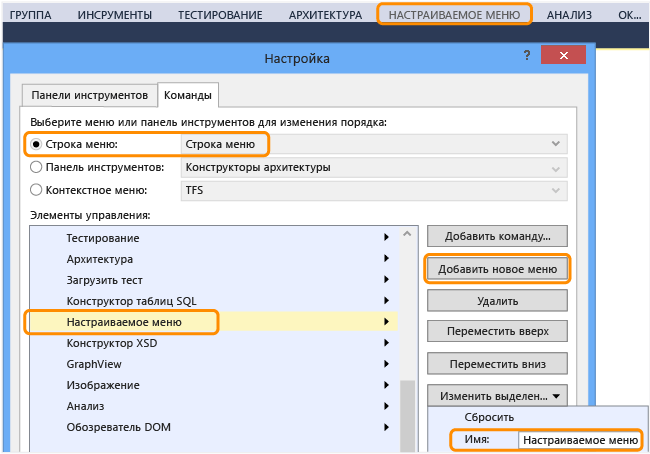 ГРУППА ИНСРУМЕНТЫ ТЕСТИРОВАНИЕ АРХИТЕКТУРА НАСТРАИВАЕМОЕ МЕНЮ АНАЛИЗ ОК...
Настройка ?
Панели инструментов Команды
Выберите меню или панель инструментов для изменения порядка:
Строка меню: Строка меню
Панель инструментов: Конструкторы архитектуры
Контекстное меню: TFS
Элементы управления:
Тестирование Добавить команду...
Архитектура
Загрузить тест Добавить новое меню
Конструктор таблиц SQL Удалить
Настраиваемое меню Переместить вверх
Конструктор XSD
GraphView Переместить вниз
Изображение Изменить выделен...
Анализ Сбросить
Обозреватель DOM Имя: Настраиваемое меню